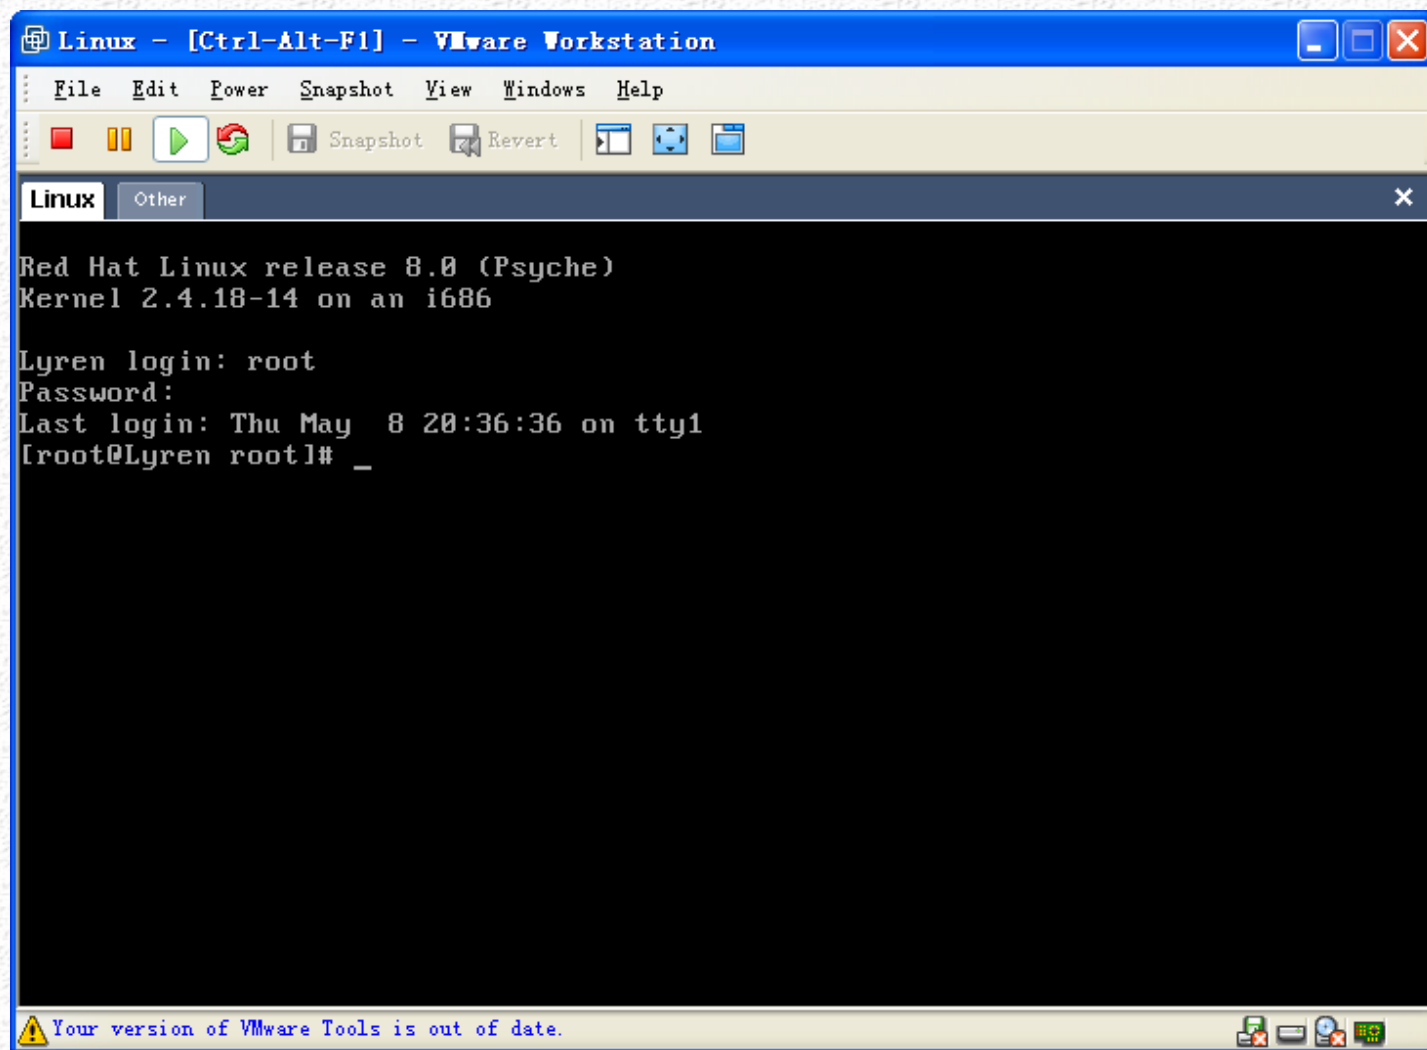 Linux - [Ctrl-Alt-F1] - VMware Workstation
File Edit Power Snapshot View Windows Help
Snapshot Revert
Linux Other
Red Hat Linux release 8.0 (Psyche)
Kernel 2.4.18-14 on an i686
Lyren login: root
Password:
Last login: Thu May  8 20:36:36 on tty1
[root@Lyren root]# _
Your version of VMware Tools is out of date.